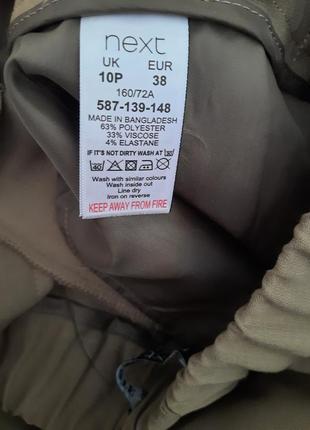 next
UK EUR
10P 38
160/72A
587-139-148
MADE IN BANGLADESH
63% POLYESTER
33% VISCOSE
4% ELASTANE
IF IT'S NOT DIRTY WASH AT
Wash with similar colours
Wash inside out
Line dry
Iron on reverse
KEEP AWAY FROM FIRE